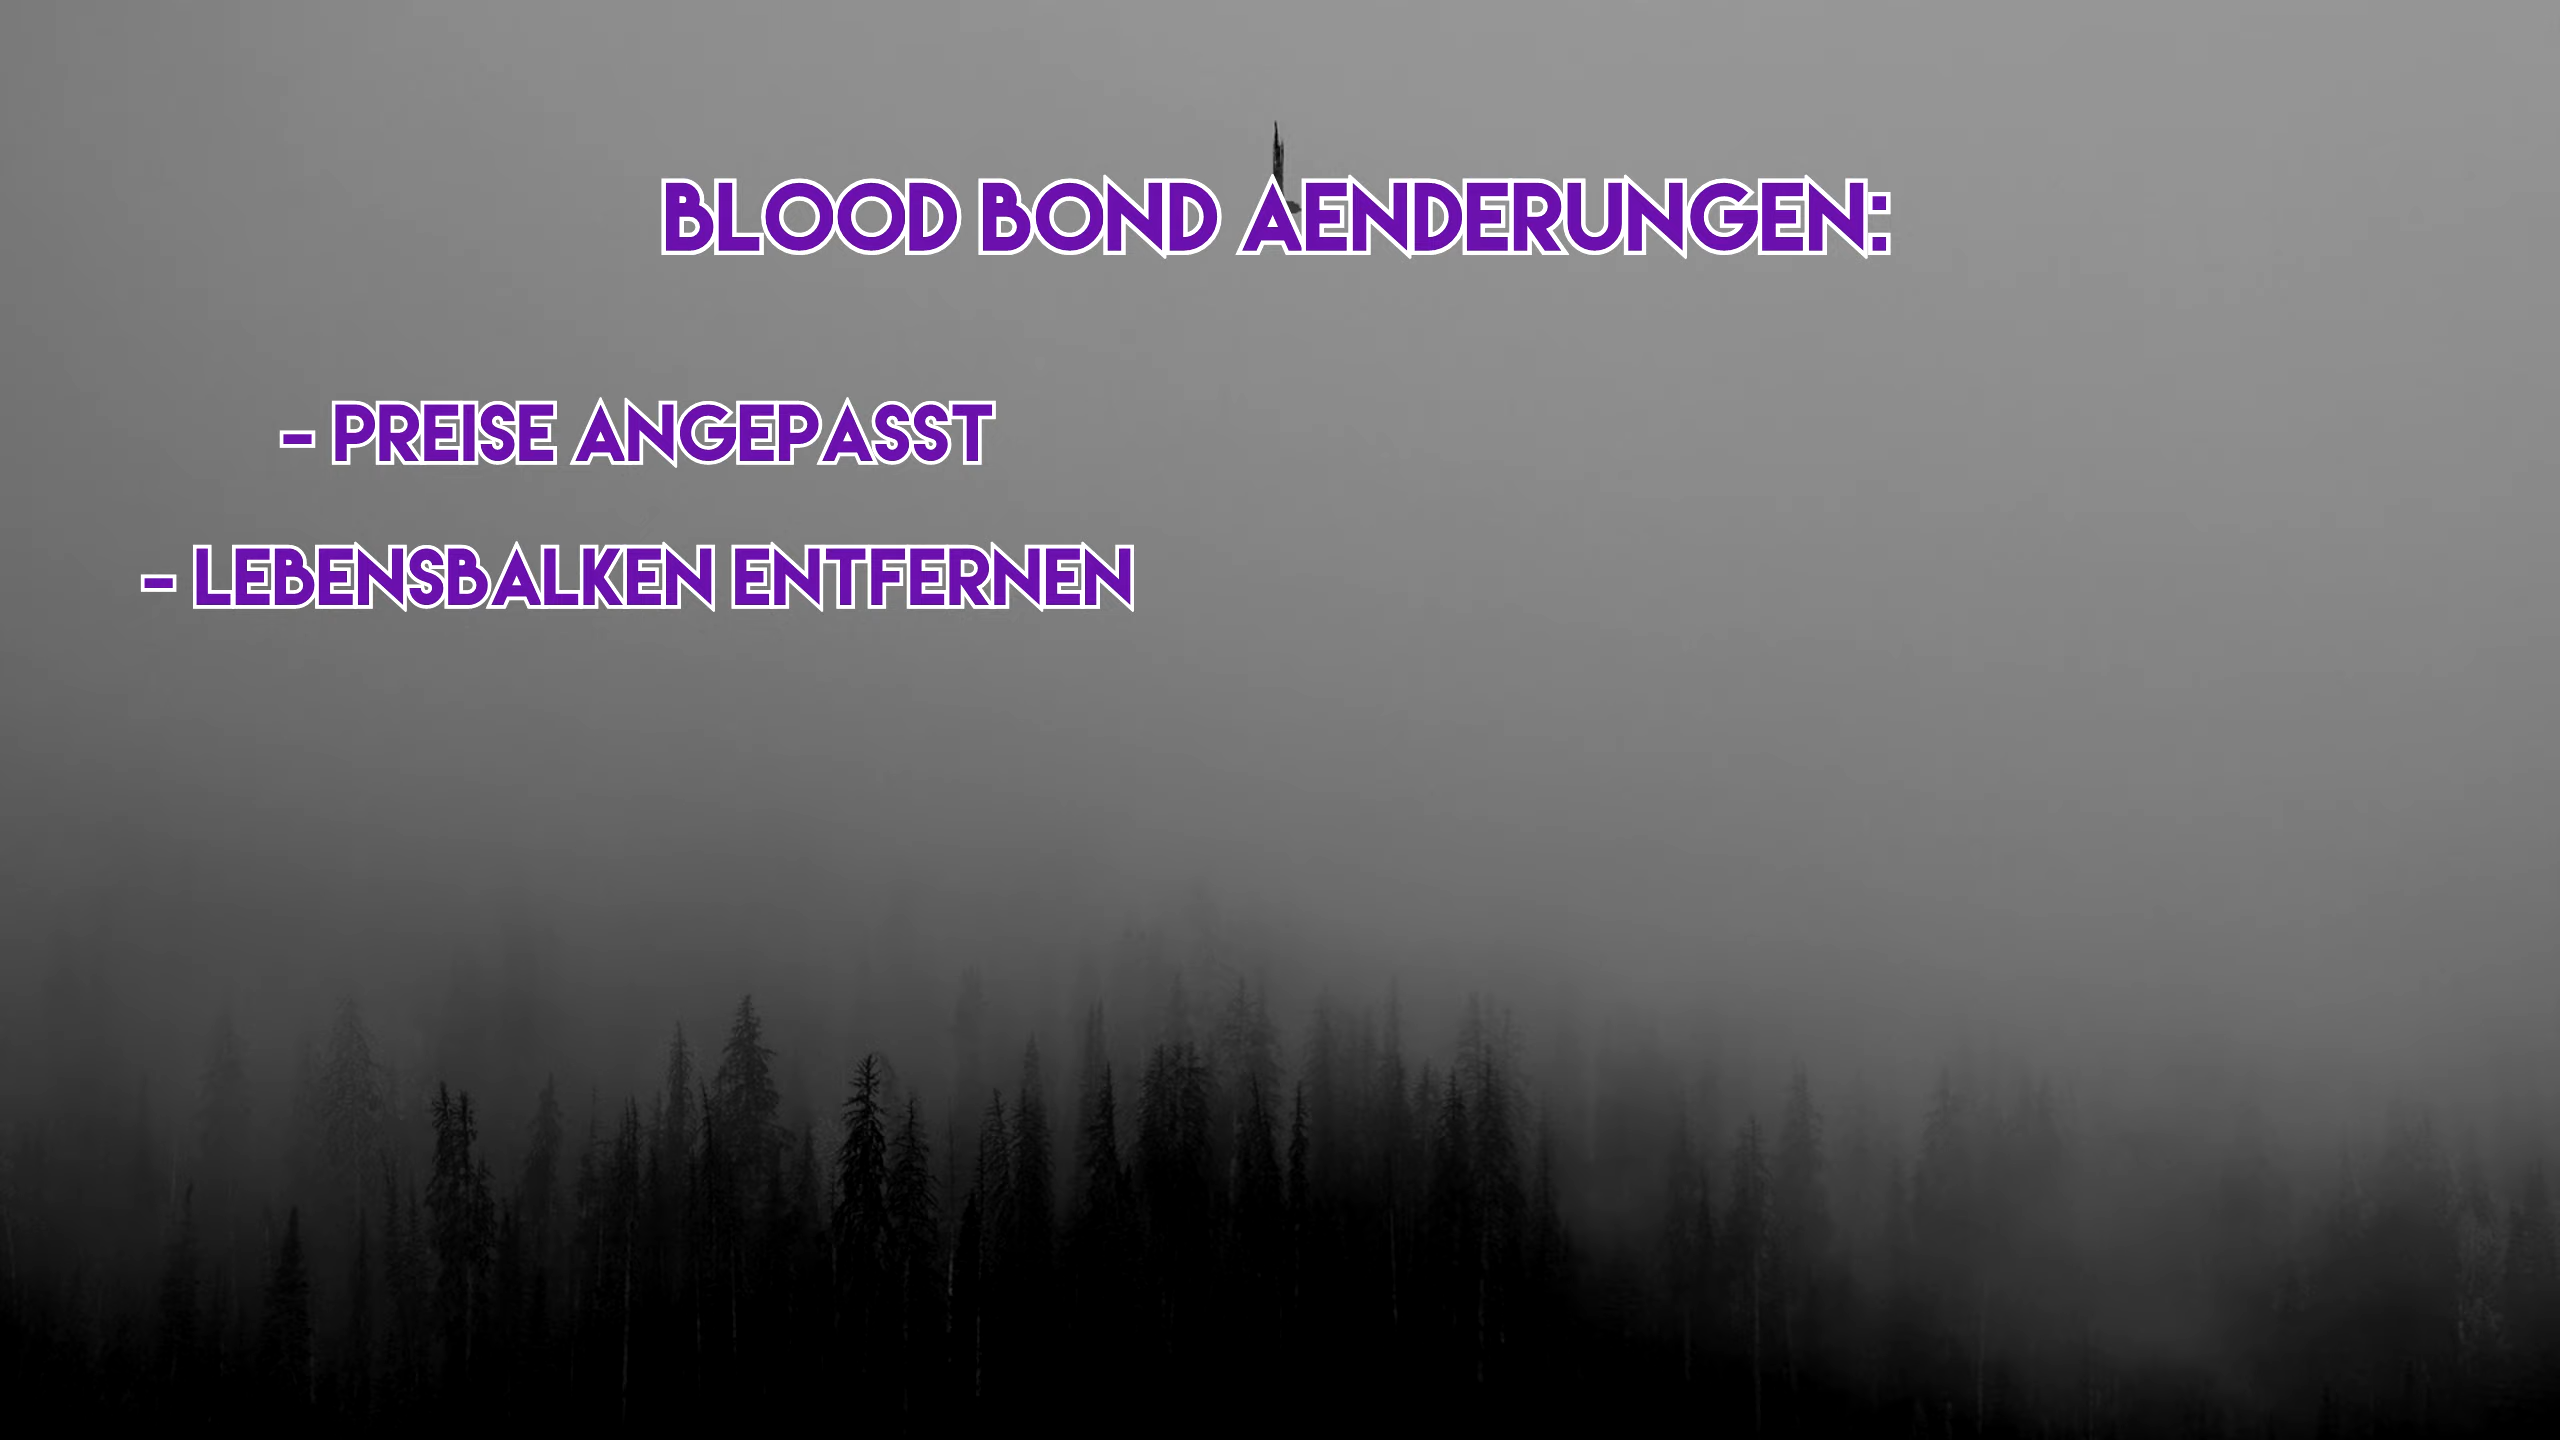 BLOOD BOND AENDERUNGEN:
- PREISE ANGEPASST
- LEBENSBALKEN ENTFERNEN